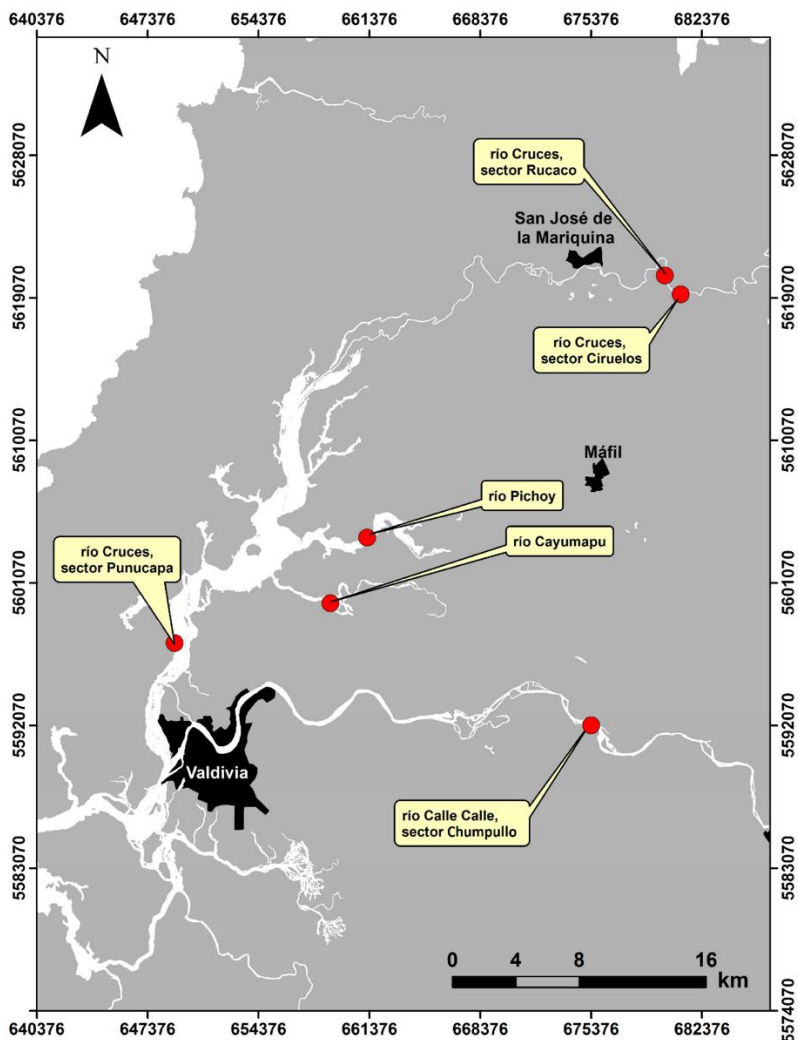 640376 647376 654376 661376 668376 675376 682376
N
5628070
5628070
río Cruces,
sector Rucaco
San José de
la Mariquina
5619070
5619070
río Cruces,
sector Ciruelos
5610070
5610070
Máfil
río Pichoy
río Cayumapu
río Cruces,
sector Punucapa
5601070
5601070
5592070
5592070
Valdivia
río Calle Calle,
sector Chumpullo
5583070
5583070
0 4 8 16
km
5574070
640376 647376 654376 661376 668376 675376 682376